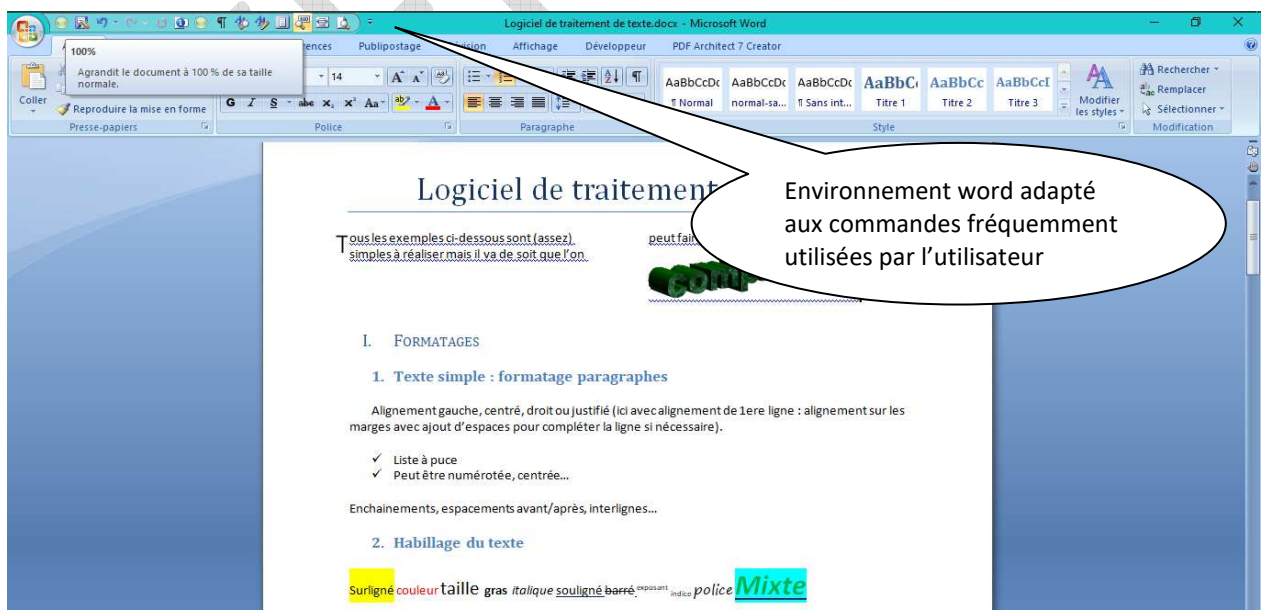 Logiciel de traitement de texte.docx - Microsoft Word
Publipostage
Affichage
Développeur
PDF Architect 7 Creator
100%
Agrandit le document à 100 % de sa taille
normale.
Coller
Reproduire la mise en forme
Presse-papiers
14
G I S abc x₂ x² Aa
Police
Paragraphe
AaBbCcDc AaBbCcDc AaBbCcDc AaBbC AaBbCc AaBbCcI
¶ Normal normal-sa... ¶ Sans int... Titre 1 Titre 2 Titre 3
Modifier
les styles
Style
Rechercher
Remplacer
Sélectionner
Modification
Environnement word adapté
aux commandes fréquemment
utilisées par l’utilisateur
Logiciel de traitement
Tous les exemples ci-dessous sont (assez)
simples à réaliser mais il va de soit que l'on
peut fair
I. FORMATAGES
1. Texte simple : formatage paragraphes
Alignement gauche, centré, droit ou justifié (ici avec alignement de 1ere ligne : alignement sur les
marges avec ajout d'espaces pour compléter la ligne si nécessaire).
✓ Liste à puce
✓ Peut être numérotée, centrée...
Enchainements, espacements avant/après, interlignes...
2. Habillage du texte
Surligné couleur taille gras italique souligné barré exposant indice police Mixte